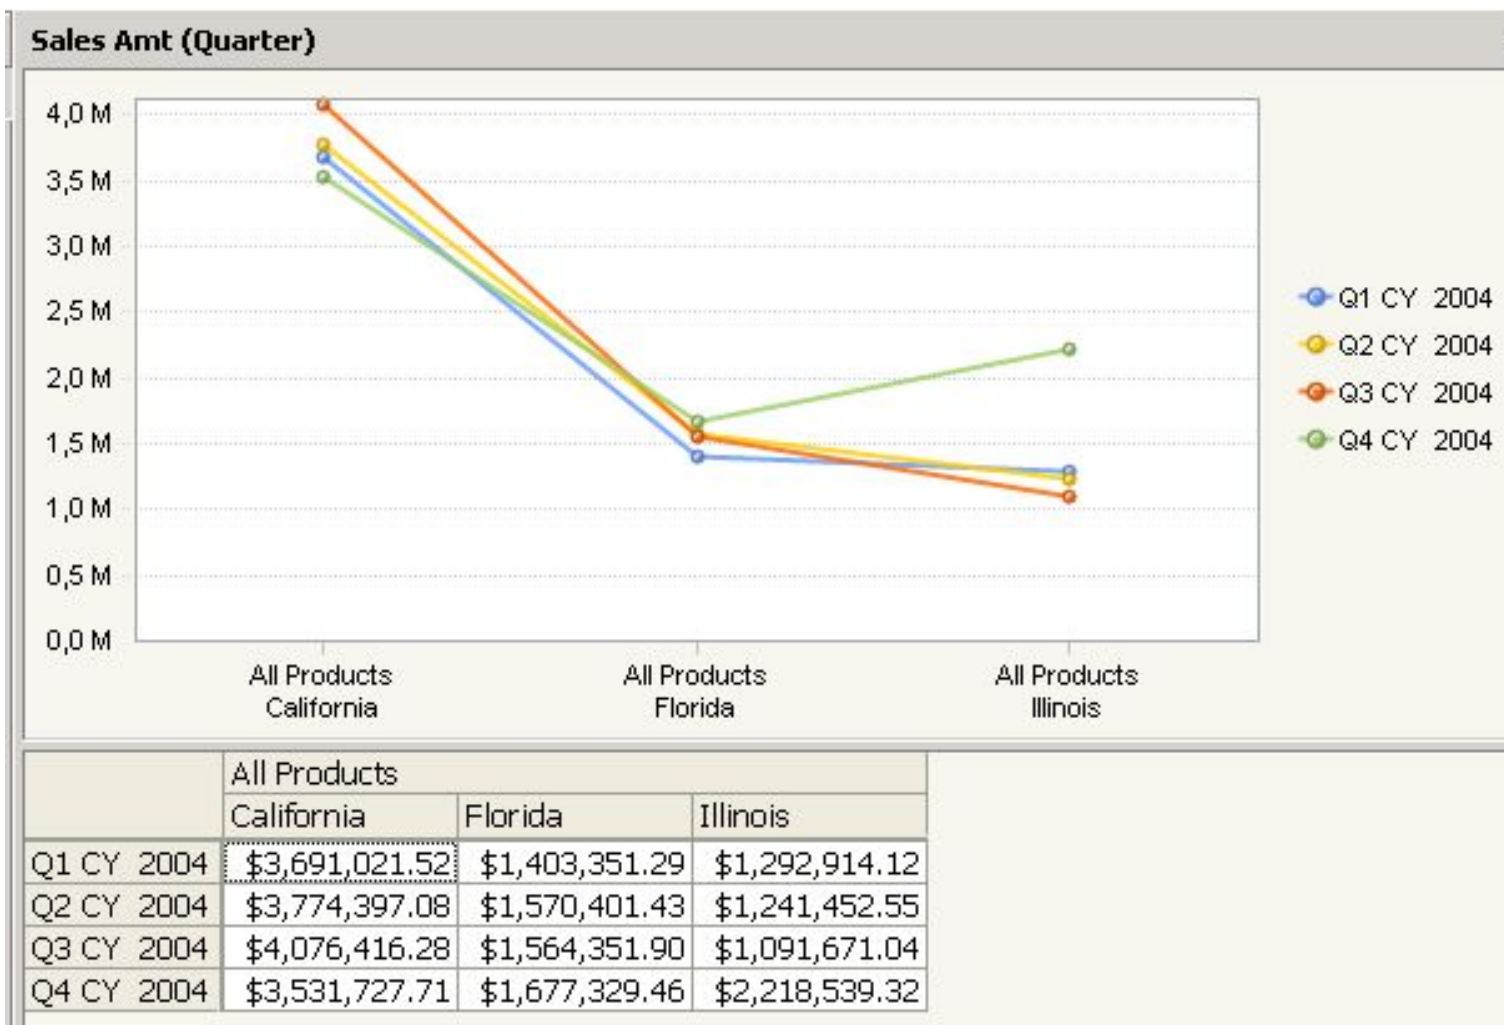 Sales Amt (Quarter)
4,0 M
3,5 M
3,0 M
2,5 M
2,0 M
1,5 M
1,0 M
0,5 M
0,0 M
All Products
California
All Products
Florida
All Products
Illinois
Q1 CY 2004
Q2 CY 2004
Q3 CY 2004
Q4 CY 2004
All Products
California Florida Illinois
Q1 CY 2004 $3,691,021.52 $1,403,351.29 $1,292,914.12
Q2 CY 2004 $3,774,397.08 $1,570,401.43 $1,241,452.55
Q3 CY 2004 $4,076,416.28 $1,564,351.90 $1,091,671.04
Q4 CY 2004 $3,531,727.71 $1,677,329.46 $2,218,539.32